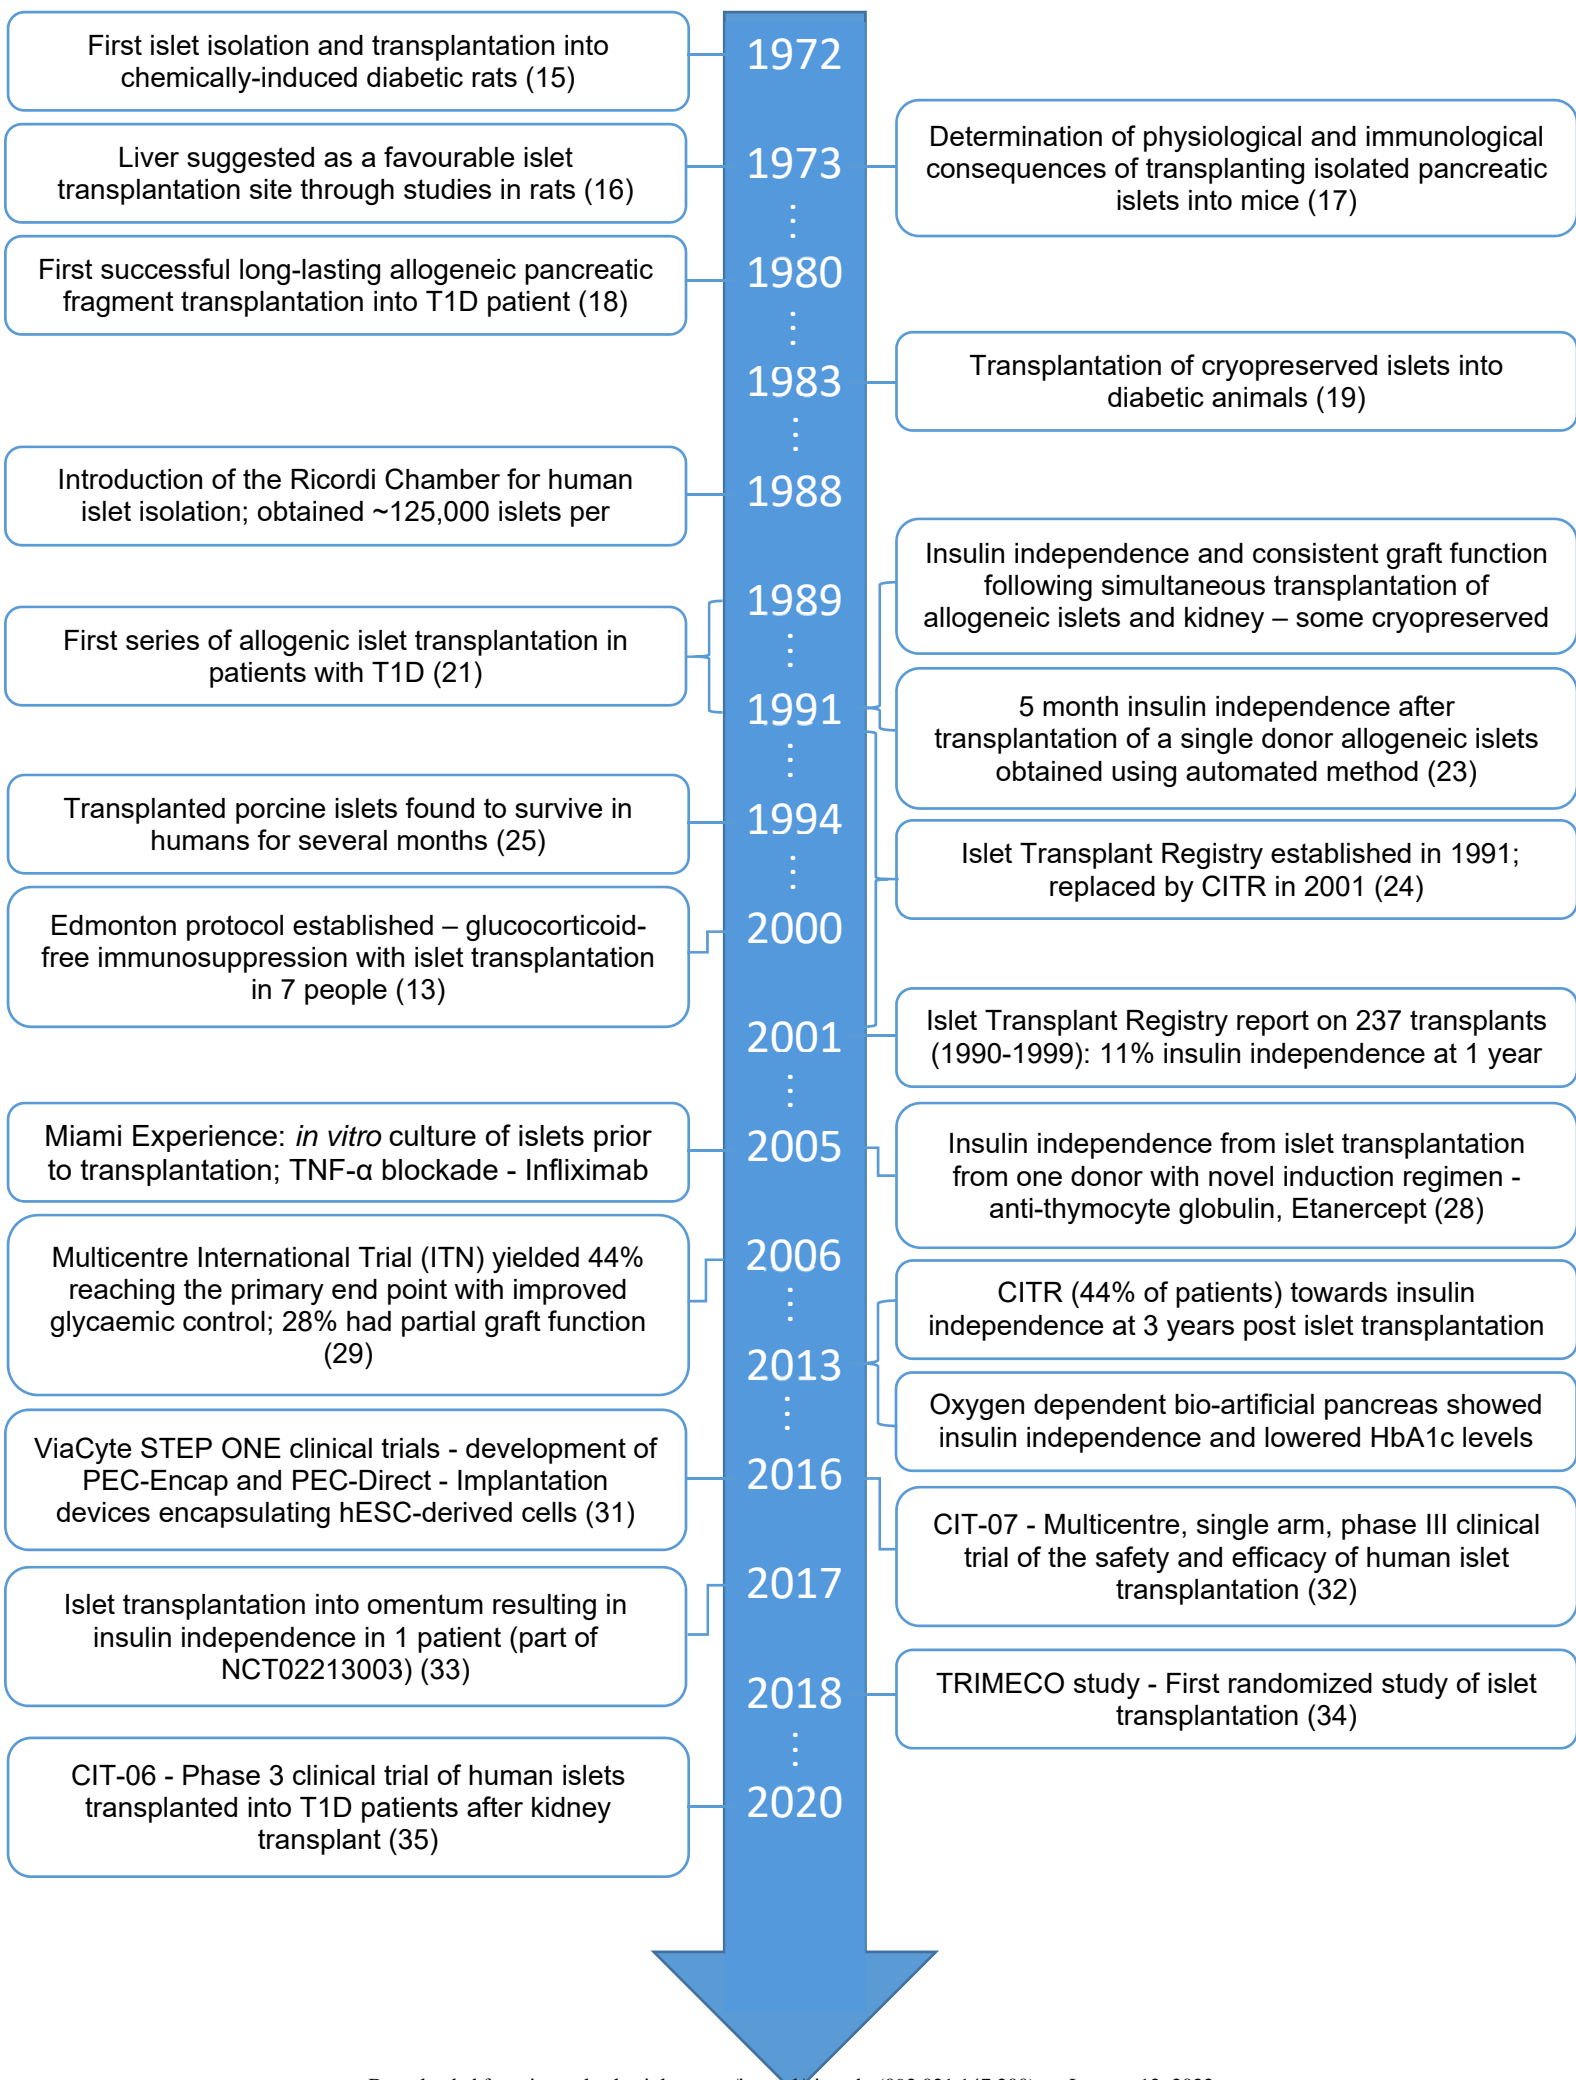 1972
First islet isolation and transplantation into
chemically-induced diabetic rats (15)
1973
Liver suggested as a favourable islet
transplantation site through studies in rats (16)
Determination of physiological and immunological
consequences of transplanting isolated pancreatic
islets into mice (17)
1980
First successful long-lasting allogeneic pancreatic
fragment transplantation into T1D patient (18)
1983
Transplantation of cryopreserved islets into
diabetic animals (19)
1988
Introduction of the Ricordi Chamber for human
islet isolation; obtained ~125,000 islets per
1989
First series of allogenic islet transplantation in
patients with T1D (21)
1991
Insulin independence and consistent graft function
following simultaneous transplantation of
allogeneic islets and kidney – some cryopreserved
5 month insulin independence after
transplantation of a single donor allogeneic islets
obtained using automated method (23)
Islet Transplant Registry established in 1991;
replaced by CITR in 2001 (24)
1994
Transplanted porcine islets found to survive in
humans for several months (25)
2000
Edmonton protocol established – glucocorticoid-
free immunosuppression with islet transplantation
in 7 people (13)
2001
Islet Transplant Registry report on 237 transplants
(1990-1999): 11% insulin independence at 1 year
2005
Miami Experience: in vitro culture of islets prior
to transplantation; TNF-α blockade - Infliximab
Insulin independence from islet transplantation
from one donor with novel induction regimen -
anti-thymocyte globulin, Etanercept (28)
2006
Multicentre International Trial (ITN) yielded 44%
reaching the primary end point with improved
glycaemic control; 28% had partial graft function
(29)
2013
CITR (44% of patients) towards insulin
independence at 3 years post islet transplantation
Oxygen dependent bio-artificial pancreas showed
insulin independence and lowered HbA1c levels
2016
ViaCyte STEP ONE clinical trials - development of
PEC-Encap and PEC-Direct - Implantation
devices encapsulating hESC-derived cells (31)
CIT-07 - Multicentre, single arm, phase III clinical
trial of the safety and efficacy of human islet
transplantation (32)
2017
Islet transplantation into omentum resulting in
insulin independence in 1 patient (part of
NCT02213003) (33)
2018
TRIMECO study - First randomized study of islet
transplantation (34)
2020
CIT-06 - Phase 3 clinical trial of human islets
transplanted into T1D patients after kidney
transplant (35)